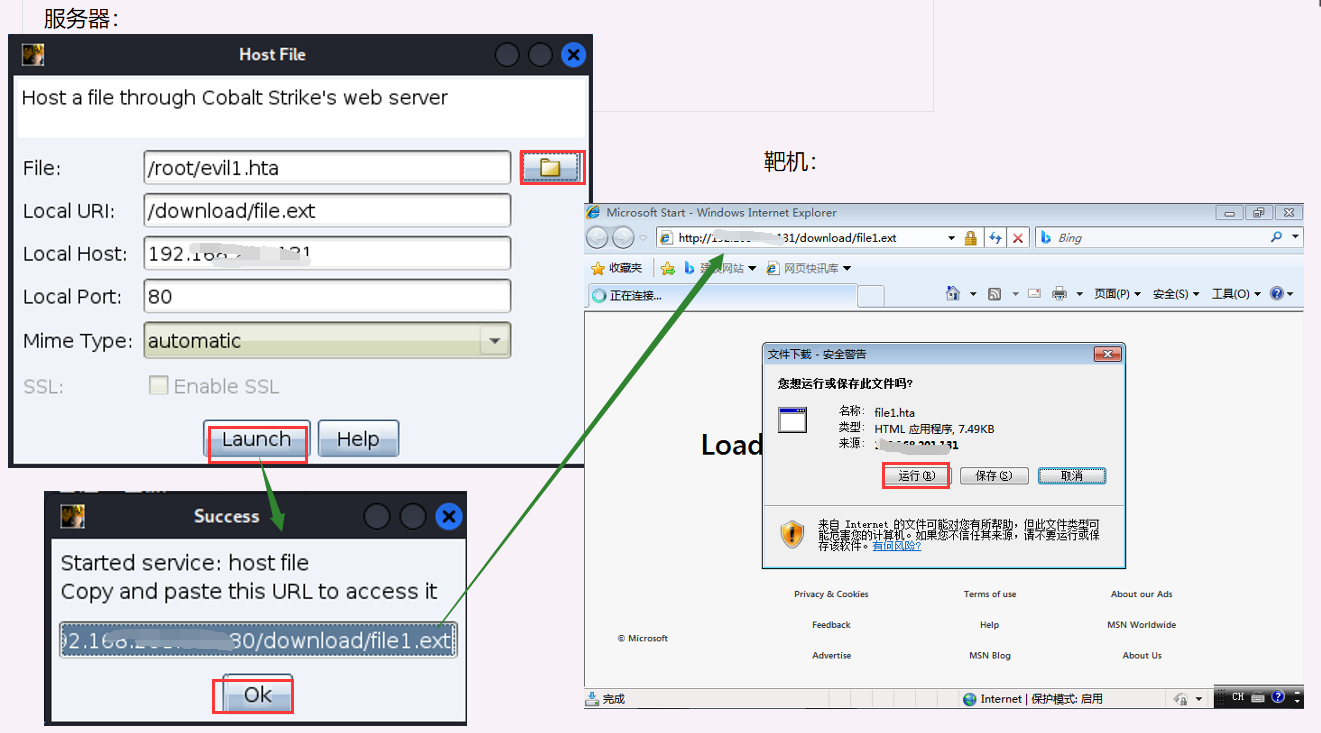 服务器：
Host File
Host a file through Cobalt Strike's web server
File: /root/evil1.hta
Local URI: /download/file.ext
Local Host: 192.168. 131
Local Port: 80
Mime Type: automatic
SSL: Enable SSL
Launch Help
Success
Started service: host file
Copy and paste this URL to access it
92.168. 80/download/file1.ext
Ok
靶机：
Microsoft Start - Windows Internet Explorer
http://192.168 131/download/file1.ext Bing
收藏夹 网站 网页快讯库
正在连接... 页面(P) 安全(S) 工具(O)
文件下载 - 安全警告
您想运行或保存此文件吗?
名称: file1.hta
类型: HTML 应用程序, 7.49KB
来源: .168.201.131
运行(R) 保存(S) 取消
Load
来自 Internet 的文件可能对您有所帮助，但此文件类型可
能危害您的计算机。如果您不信任其来源，请不要运行或保
存该软件。有何风险?
Privacy & Cookies Terms of use About our Ads
Feedback Help MSN Worldwide
© Microsoft
Advertise MSN Blog About Us
完成 Internet | 保护模式: 启用 CH